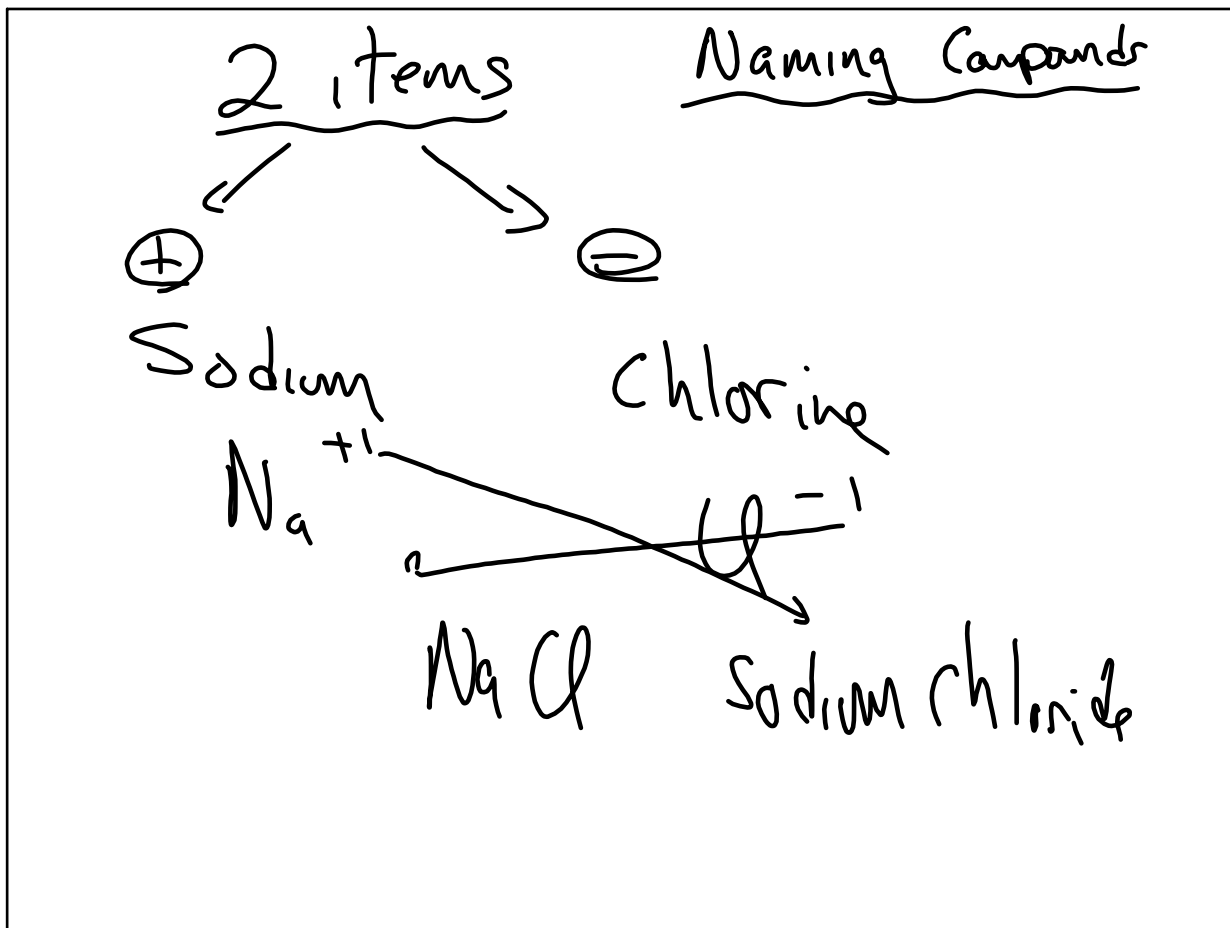 2 items
Naming Compounds
+
−
Sodium
Chlorine
Na +1
Cl −1
NaCl
Sodium Chloride